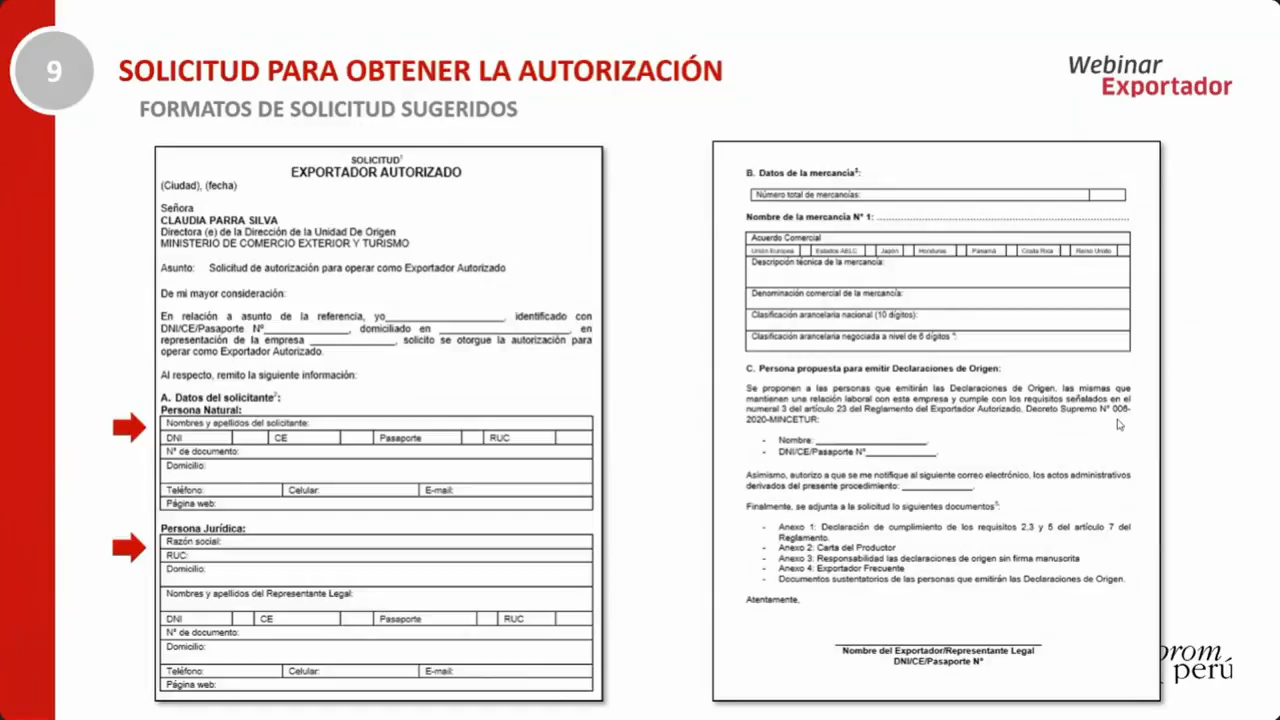 9
SOLICITUD PARA OBTENER LA AUTORIZACIÓN
FORMATOS DE SOLICITUD SUGERIDOS
Webinar
Exportador
SOLICITUD¹
EXPORTADOR AUTORIZADO
(Ciudad), (fecha)
Señora
CLAUDIA PARRA SILVA
Directora (e) de la Dirección de la Unidad De Origen
MINISTERIO DE COMERCIO EXTERIOR Y TURISMO
Asunto: Solicitud de autorización para operar como Exportador Autorizado
De mi mayor consideración:
En relación a asunto de la referencia, yo____________________, identificado con
DNI/CE/Pasaporte Nº______________, domiciliado en ____________________, en
representación de la empresa ______________, solicito se otorgue la autorización para
operar como Exportador Autorizado.
Al respecto, remito la siguiente información:
A. Datos del solicitante²:
Persona Natural:
Nombres y apellidos del solicitante:
DNI CE Pasaporte RUC
N° de documento:
Domicilio:
Teléfono: Celular: E-mail:
Página web:
Persona Jurídica:
Razón social:
RUC:
Domicilio:
Nombres y apellidos del Representante Legal:
DNI CE Pasaporte RUC
N° de documento:
Domicilio:
Teléfono: Celular: E-mail:
Página web:
B. Datos de la mercancía³:
Número total de mercancías:
Nombre de la mercancía N° 1: ..................................................................
Acuerdo Comercial
Unión Europea Estados AELC Japón Honduras Panamá Costa Rica Reino Unido
Descripción técnica de la mercancía:
Denominación comercial de la mercancía:
Clasificación arancelaria nacional (10 dígitos):
Clasificación arancelaria negociada a nivel de 6 dígitos ⁴:
C. Persona propuesta para emitir Declaraciones de Origen:
Se proponen a las personas que emitirán las Declaraciones de Origen, las mismas que
mantienen una relación laboral con esta empresa y cumple con los requisitos señalados en el
numeral 3 del artículo 23 del Reglamento del Exportador Autorizado, Decreto Supremo N° 006-
2020-MINCETUR:
- Nombre: ____________________.
- DNI/CE/Pasaporte N°_____________.
Asimismo, autorizo a que se me notifique al siguiente correo electrónico, los actos administrativos
derivados del presente procedimiento: _____________.
Finalmente, se adjunta a la solicitud lo siguientes documentos⁵:
- Anexo 1: Declaración de cumplimiento de los requisitos 2,3 y 5 del artículo 7 del
Reglamento.
- Anexo 2: Carta del Productor
- Anexo 3: Responsabilidad las declaraciones de origen sin firma manuscrita
- Anexo 4: Exportador Frecuente
- Documentos sustentatorios de las personas que emitirán las Declaraciones de Origen.
Atentamente,
Nombre del Exportador/Representante Legal
DNI/CE/Pasaporte N°
prom
perú